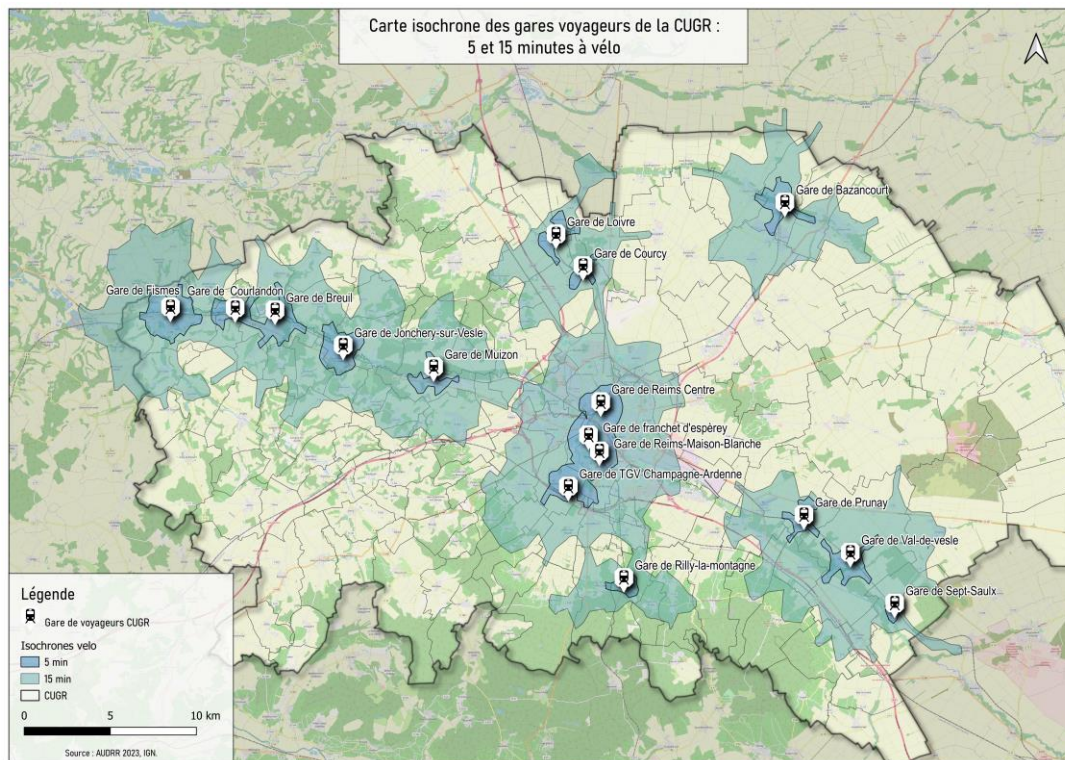 Carte isochrone des gares voyageurs de la CUGR :
5 et 15 minutes à vélo
Gare de Bazancourt
Gare de Loivre
Gare de Courcy
Gare de Fismes
Gare de Courlandon
Gare de Breuil
Gare de Jonchery-sur-Vesle
Gare de Muizon
Gare de Reims Centre
Gare de franchet d'espèrey
Gare de Reims-Maison-Blanche
Gare de TGV Champagne-Ardenne
Gare de Prunay
Gare de Val-de-vesle
Gare de Rilly-la-montagne
Gare de Sept-Saulx
Légende
Gare de voyageurs CUGR
Isochrones velo
5 min
15 min
CUGR
0 5 10 km
Source : AUDRR 2023, IGN.